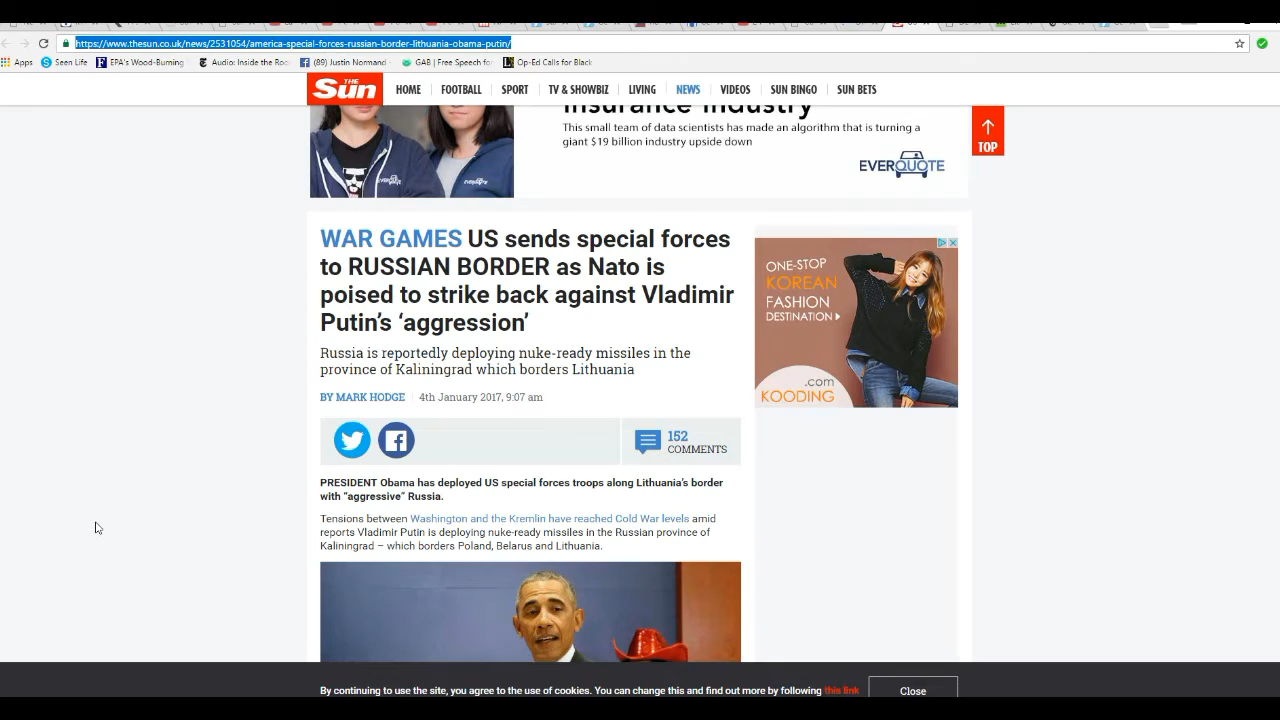 https://www.thesun.co.uk/news/2531054/america-special-forces-russian-border-lithuania-obama-putin/
Apps Seen Life EPA's Wood-Burning Audio: Inside the Roo (89) Justin Normand GAB | Free Speech for Op-Ed Calls for Black
THE
Sun
HOME FOOTBALL SPORT TV & SHOWBIZ LIVING NEWS VIDEOS SUN BINGO SUN BETS
insurance industry
This small team of data scientists has made an algorithm that is turning a
giant $19 billion industry upside down
EVERQUOTE
TOP
WAR GAMES US sends special forces
to RUSSIAN BORDER as Nato is
poised to strike back against Vladimir
Putin's ‘aggression’
Russia is reportedly deploying nuke-ready missiles in the
province of Kaliningrad which borders Lithuania
BY MARK HODGE 4th January 2017, 9:07 am
152
COMMENTS
PRESIDENT Obama has deployed US special forces troops along Lithuania's border
with "aggressive" Russia.
Tensions between Washington and the Kremlin have reached Cold War levels amid
reports Vladimir Putin is deploying nuke-ready missiles in the Russian province of
Kaliningrad – which borders Poland, Belarus and Lithuania.
ONE-STOP
KOREAN
FASHION
DESTINATION
.com
KOODING
By continuing to use the site, you agree to the use of cookies. You can change this and find out more by following this link
Close